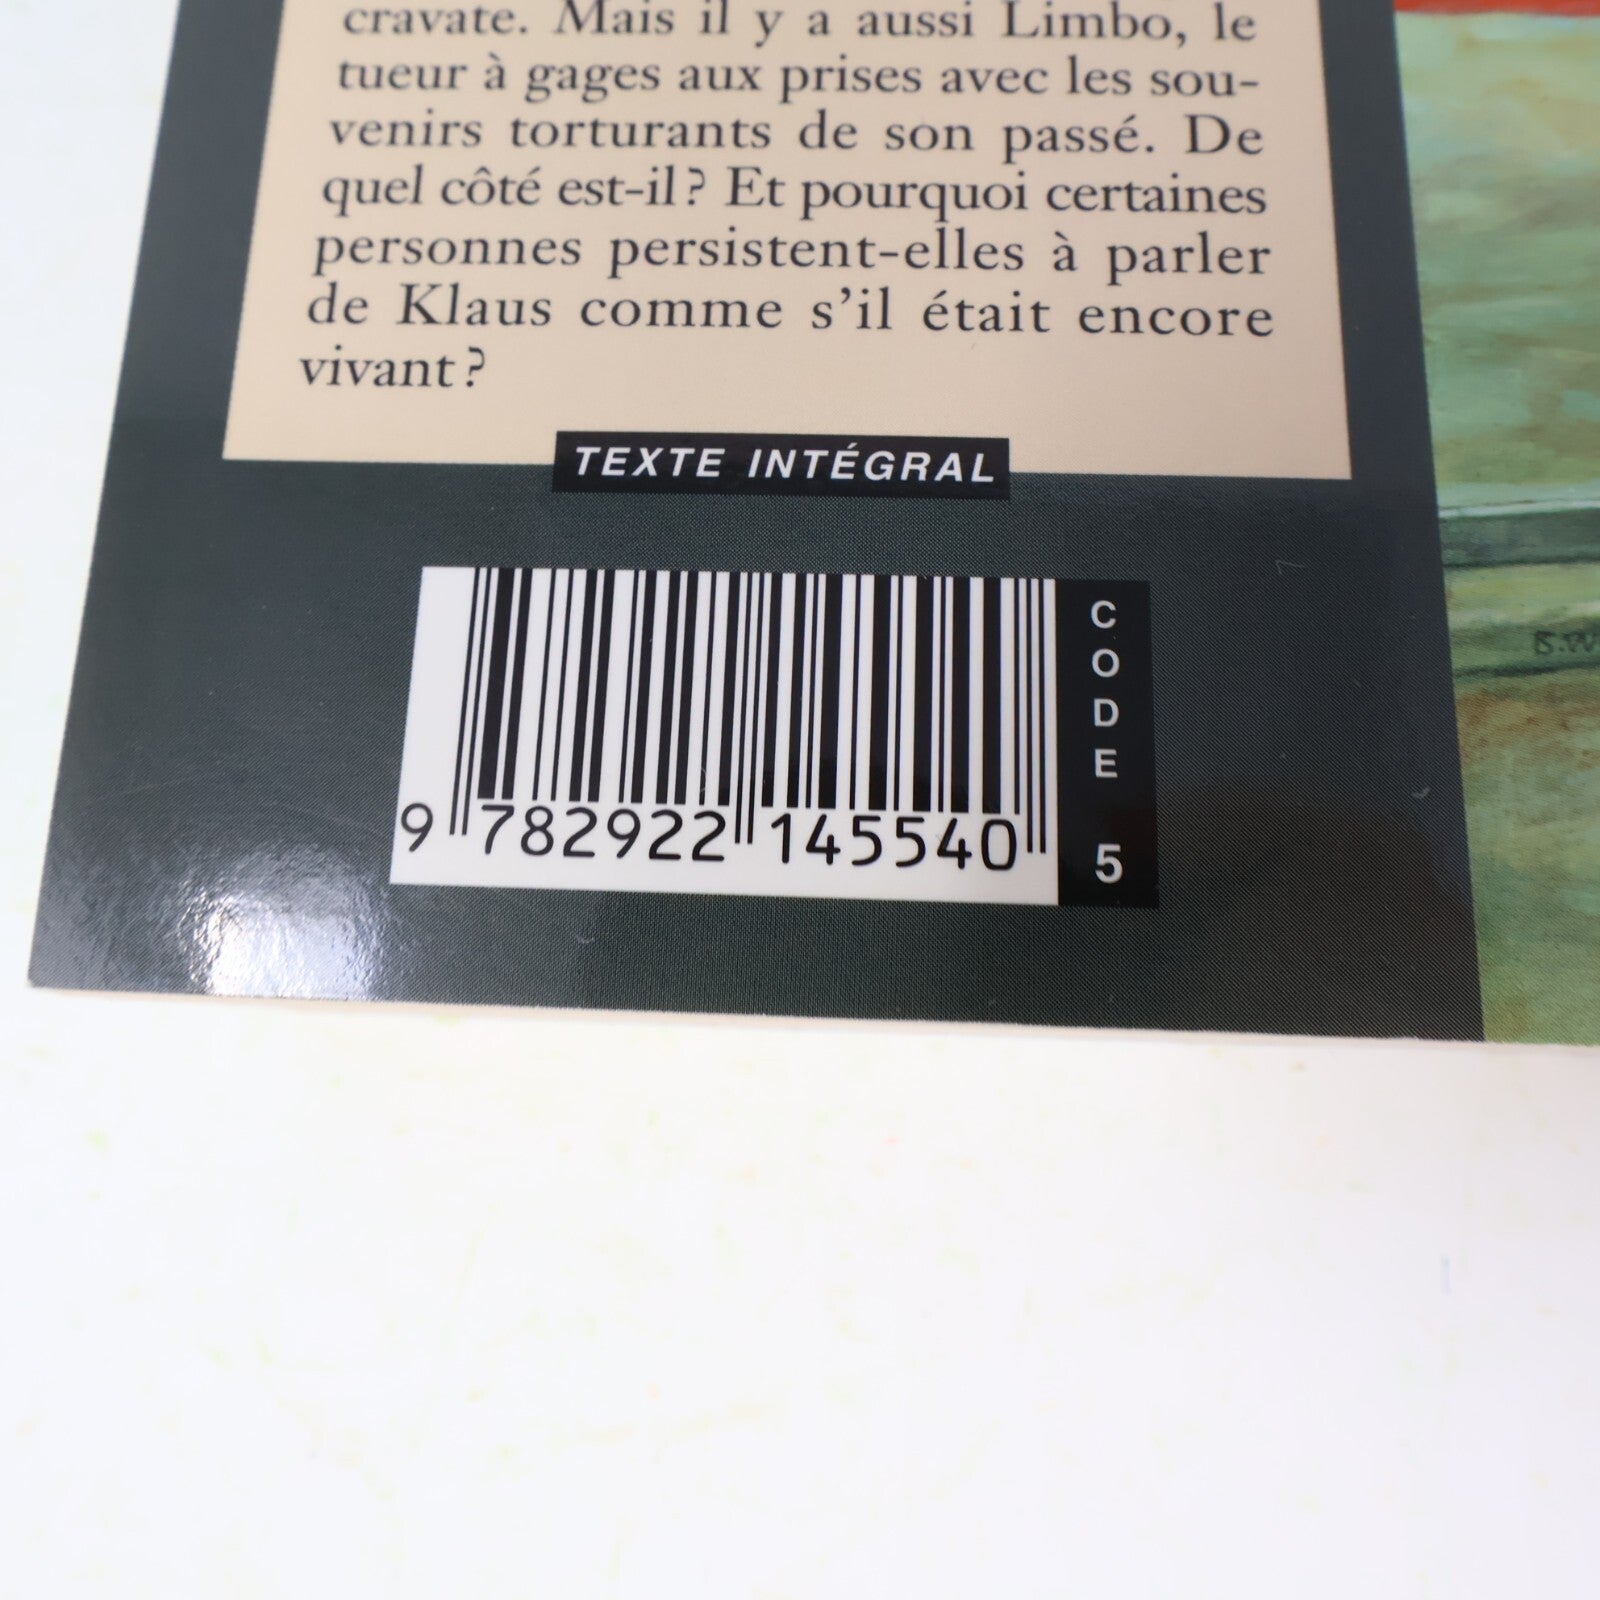 cravate. Mais il y a aussi Limbo, le
tueur à gages aux prises avec les sou-
venirs torturants de son passé. De
quel côté est-il ? Et pourquoi certaines
personnes persistent-elles à parler
de Klaus comme s'il était encore
vivant ?
TEXTE INTÉGRAL
9 782922 145540
CODE 5